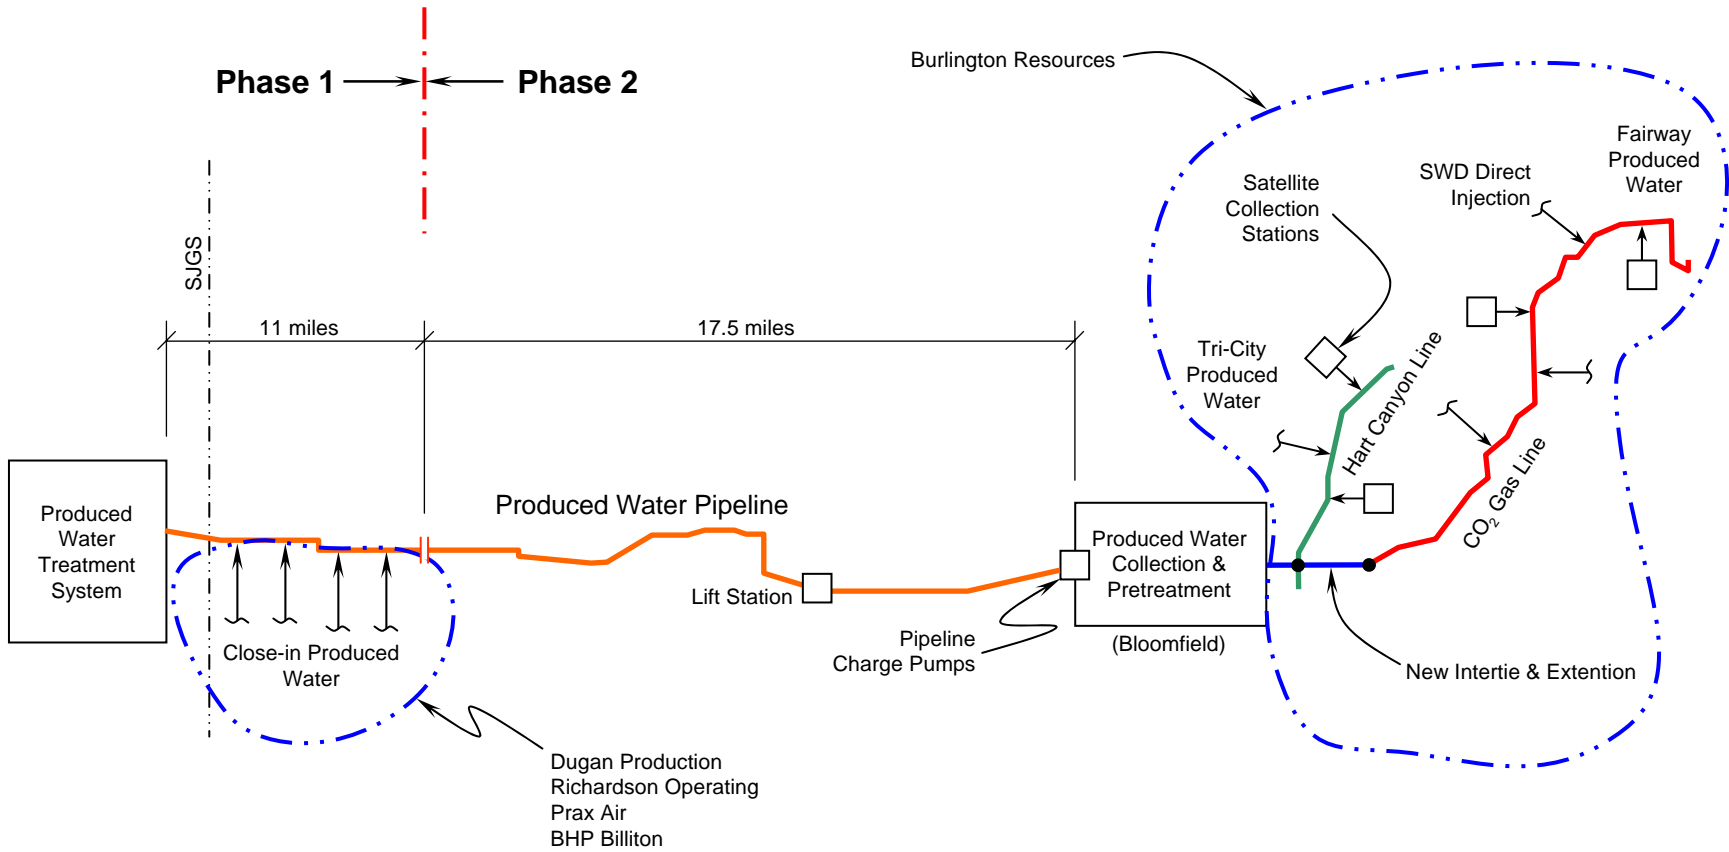 Phase 1
Phase 2
Burlington Resources
Fairway
Produced
Water
SWD Direct
Injection
Satellite
Collection
Stations
SJGS
11 miles
17.5 miles
Tri-City
Produced
Water
Hart Canyon Line
CO2 Gas Line
Produced
Water
Treatment
System
Produced Water Pipeline
Lift Station
Produced Water
Collection &
Pretreatment
(Bloomfield)
Pipeline
Charge Pumps
Close-in Produced
Water
New Intertie & Extention
Dugan Production
Richardson Operating
Prax Air
BHP Billiton